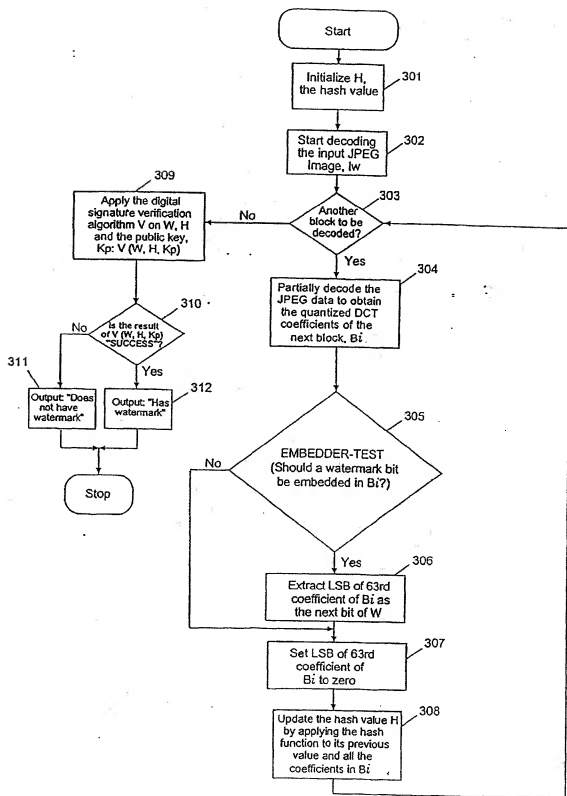 Start
Initialize H,
the hash value
301
Start decoding
the input JPEG
Image, Iw
302
303
Another
block to be
decoded?
No
Yes
309
Apply the digital
signature verification
algorithm V on W, H
and the public key,
Kp: V (W, H, Kp)
304
Partially decode the
JPEG data to obtain
the quantized DCT
coefficients of the
next block, Bi
310
Is the result
of V (W, H, Kp)
"SUCCESS"?
No
Yes
311
Output: "Does
not have
watermark"
Output: "Has
watermark"
312
Stop
305
EMBEDDER-TEST
(Should a watermark bit
be embedded in Bi?)
No
Yes
306
Extract LSB of 63rd
coefficient of Bi as
the next bit of W
307
Set LSB of 63rd
coefficient of
Bi to zero
308
Update the hash value H
by applying the hash
function to its previous
value and all the
coefficients in Bi